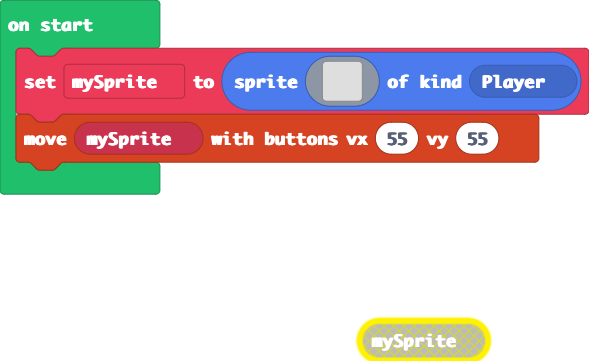 on start
set mySprite to sprite of kind Player
move mySprite with buttons vx 55 vy 55
mySprite